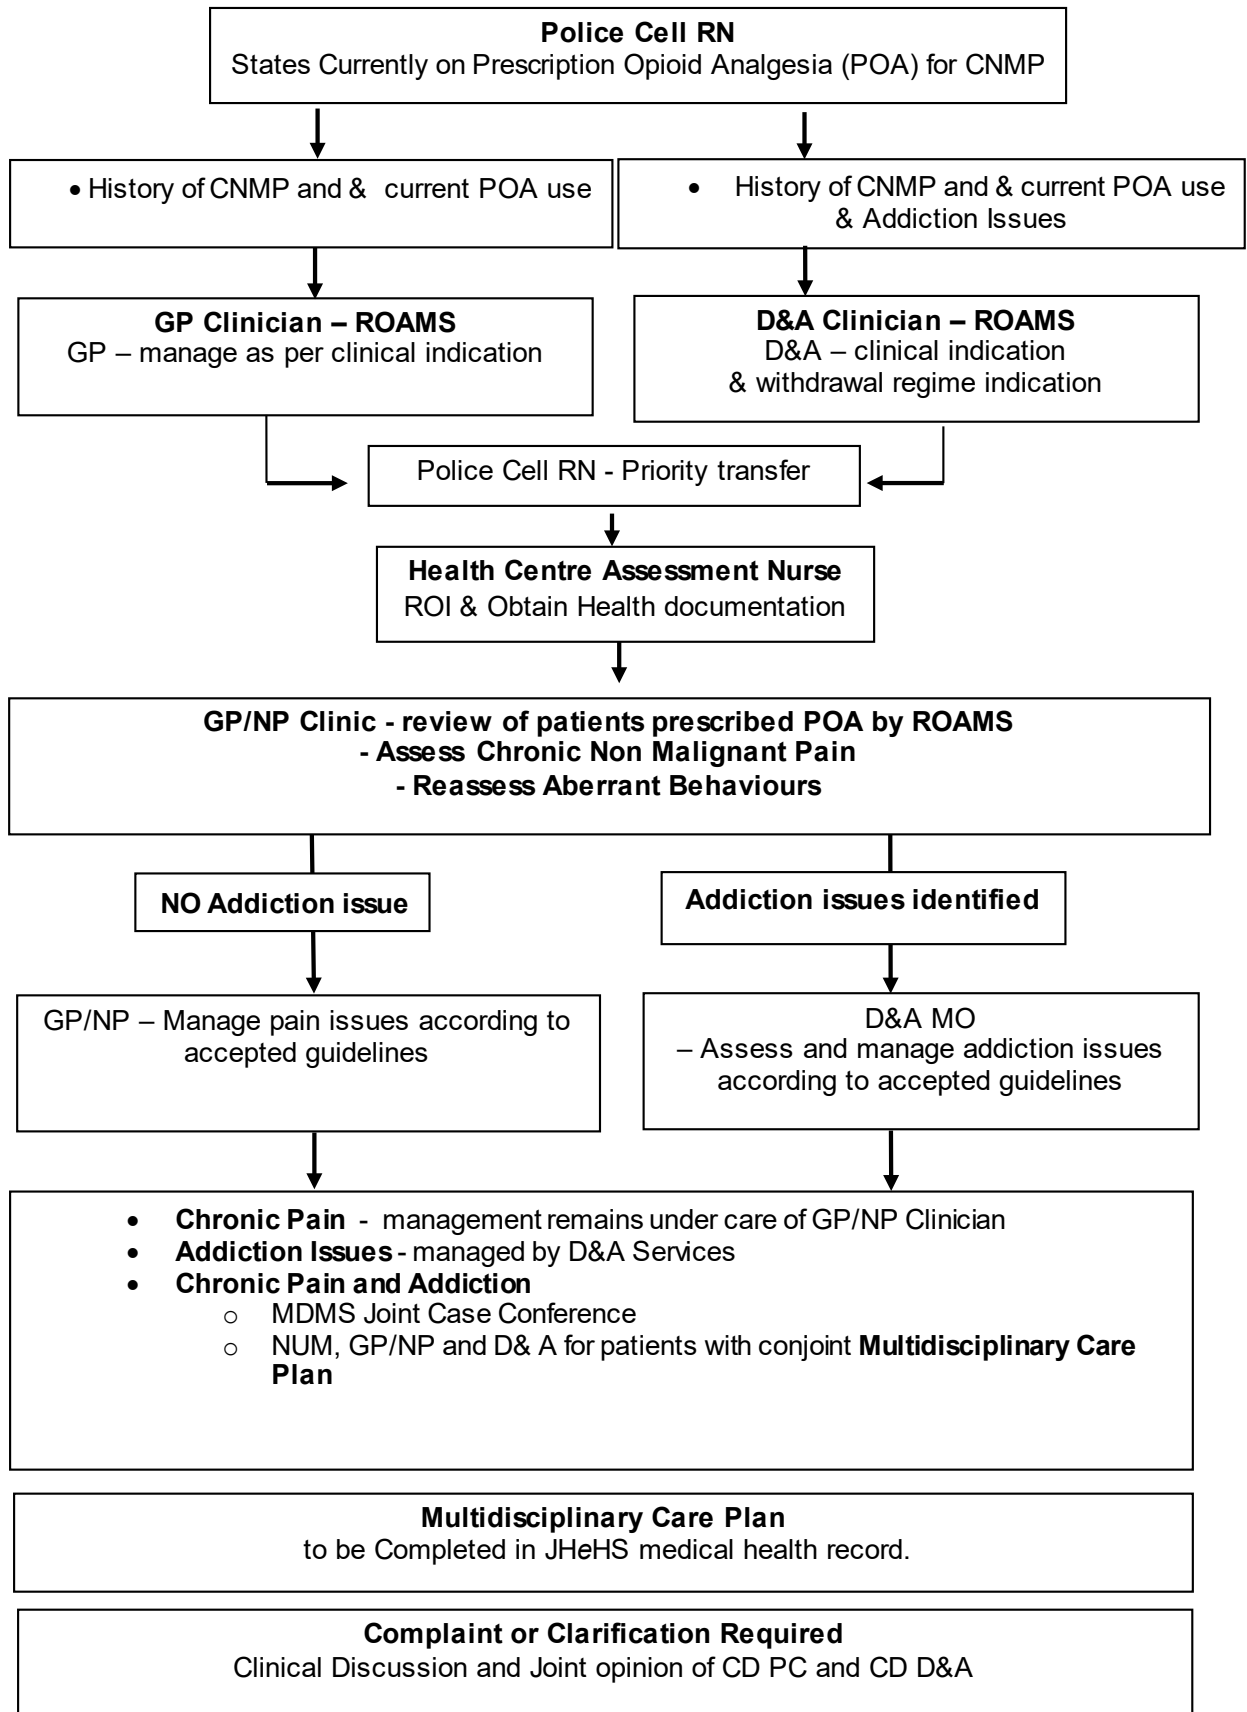 Police Cell RN
States Currently on Prescription Opioid Analgesia (POA) for CNMP
• History of CNMP and & current POA use
• History of CNMP and & current POA use
& Addiction Issues
GP Clinician – ROAMS
GP – manage as per clinical indication
D&A Clinician – ROAMS
D&A – clinical indication
& withdrawal regime indication
Police Cell RN - Priority transfer
Health Centre Assessment Nurse
ROI & Obtain Health documentation
GP/NP Clinic - review of patients prescribed POA by ROAMS
- Assess Chronic Non Malignant Pain
- Reassess Aberrant Behaviours
NO Addiction issue
Addiction issues identified
GP/NP – Manage pain issues according to
accepted guidelines
D&A MO
– Assess and manage addiction issues
according to accepted guidelines
• Chronic Pain - management remains under care of GP/NP Clinician
• Addiction Issues - managed by D&A Services
• Chronic Pain and Addiction
o MDMS Joint Case Conference
o NUM, GP/NP and D& A for patients with conjoint Multidisciplinary Care
Plan
Multidisciplinary Care Plan
to be Completed in JHeHS medical health record.
Complaint or Clarification Required
Clinical Discussion and Joint opinion of CD PC and CD D&A